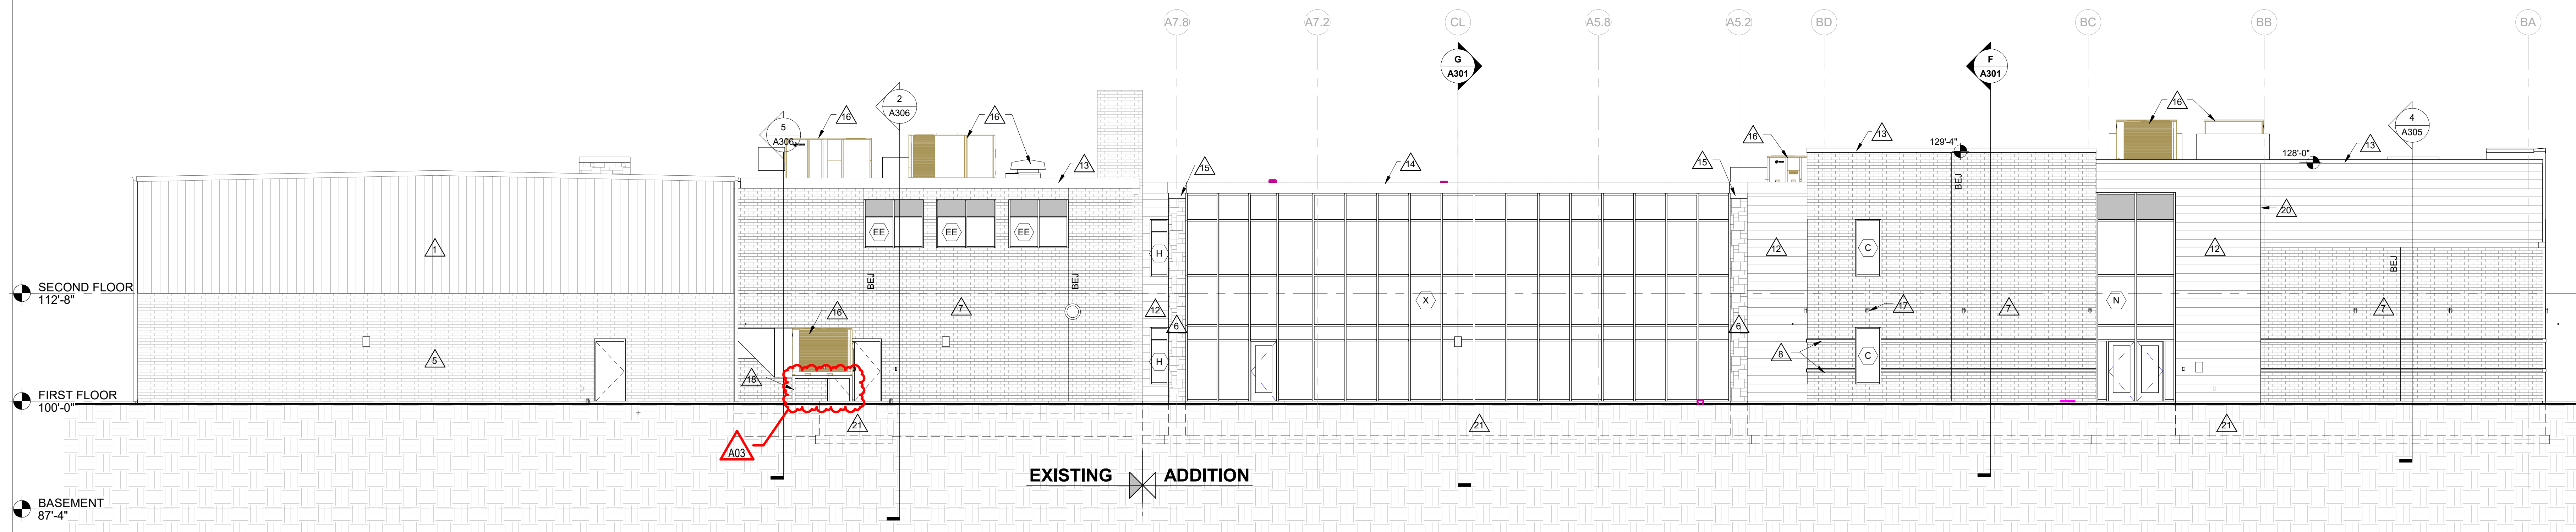 A7.8
A7.2
CL
A5.8
A5.2
BD
BC
BB
BA
G
A301
F
A301
2
A306
5
A306
4
A305
16
16
16
16
13
13
13
129'-4"
128'-0"
14
15
15
BEJ
BEJ
BEJ
BEJ
EE
EE
EE
C
H
20
1
12
12
12
SECOND FLOOR
112'-8"
X
N
16
7
17
7
7
6
6
5
H
8
C
18
FIRST FLOOR
100'-0"
21
21
21
A03
EXISTING
ADDITION
BASEMENT
87'-4"